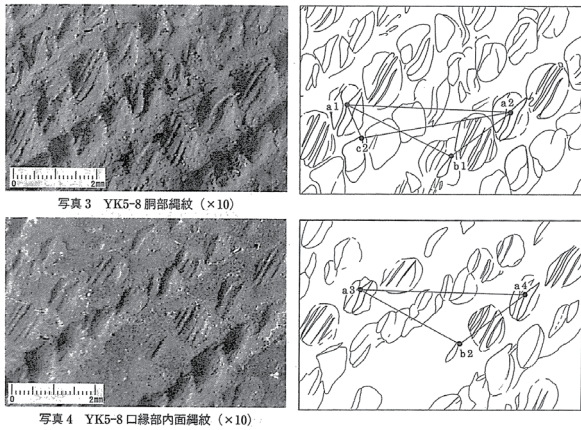 0 2mm
a1 a2
c2
b1
写真3 YK5-8 胴部縄紋（×10）
0 2mm
a3 a4
b2
写真4 YK5-8 口縁部内面縄紋（×10）